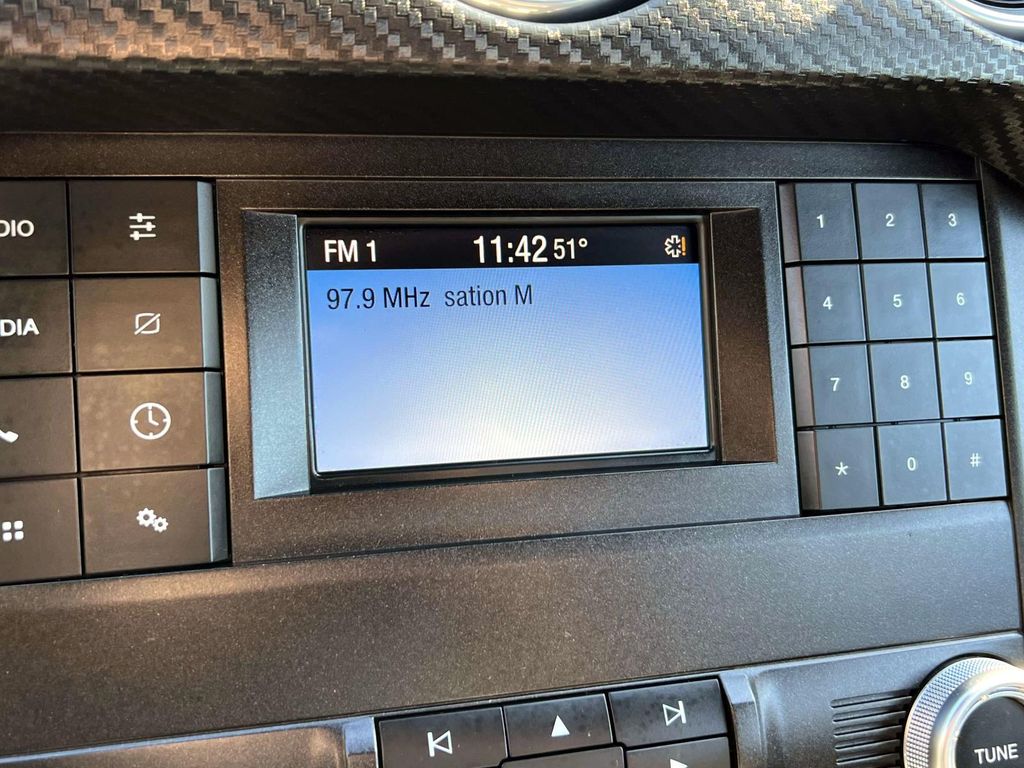 FM 1 11:42 51°
97.9 MHz sation M
DIO
DIA
1 2 3
4 5 6
7 8 9
* 0 #
TUNE